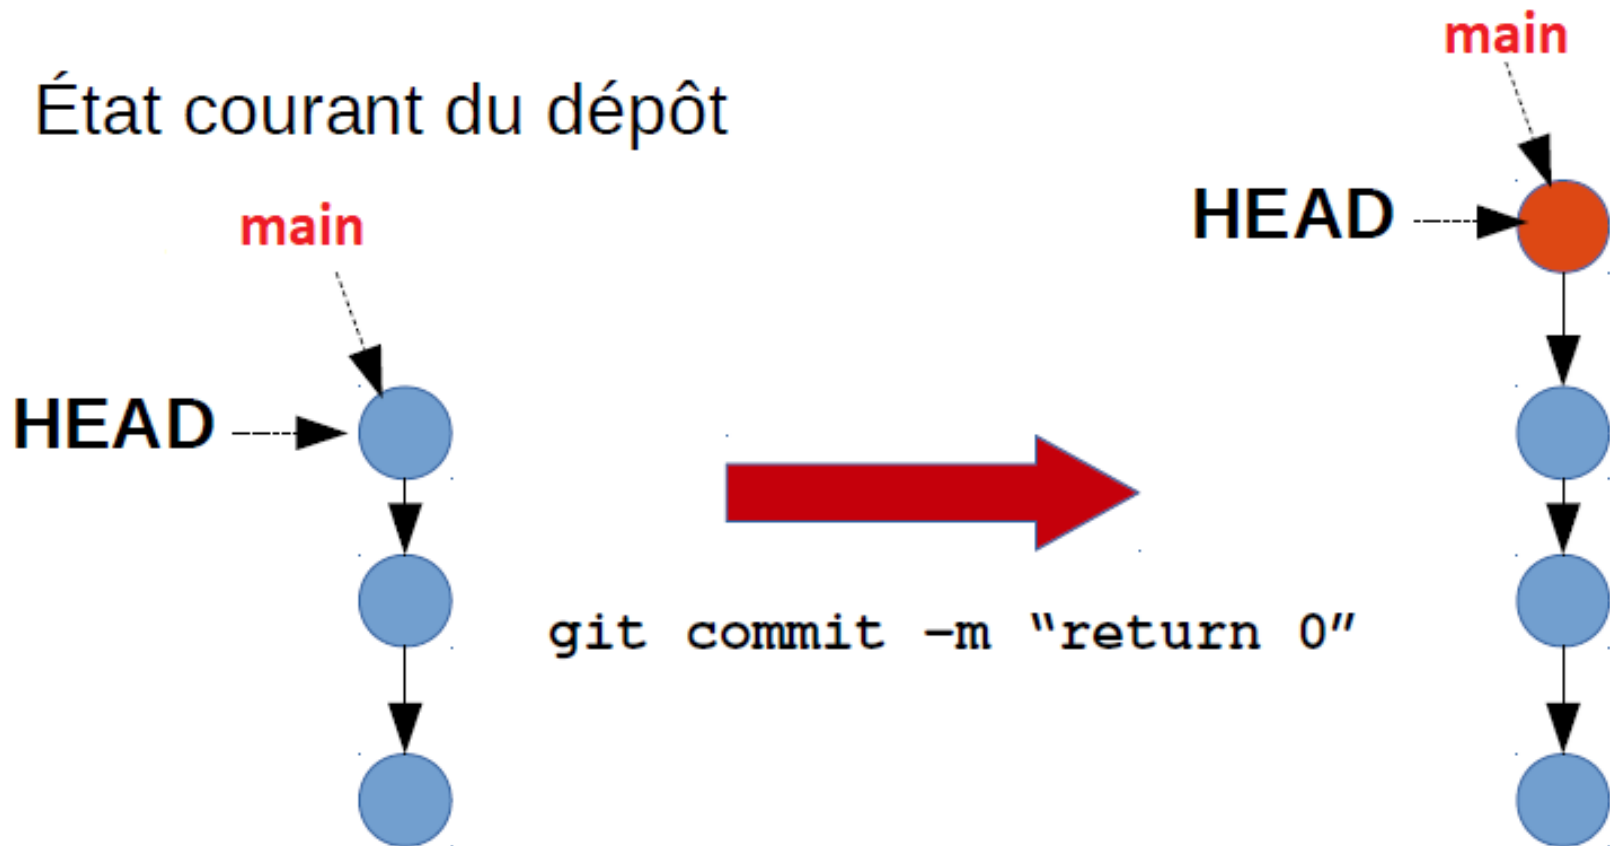 main
État courant du dépôt
HEAD
main
HEAD
git commit –m “return 0”